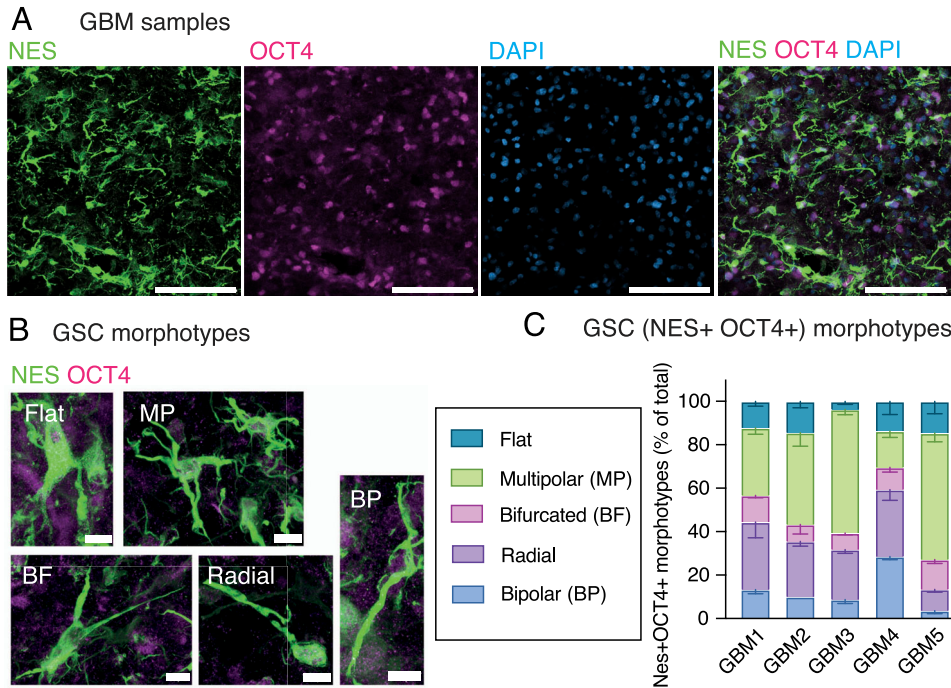 A GBM samples
NES OCT4 DAPI NES OCT4 DAPI
B GSC morphotypes
NES OCT4
Flat
MP
BP
BF
Radial
Flat
Multipolar (MP)
Bifurcated (BF)
Radial
Bipolar (BP)
C GSC (NES+ OCT4+) morphotypes
Nes+OCT4+ morphotypes (% of total)
100
80
60
40
20
0
GBM1 GBM2 GBM3 GBM4 GBM5